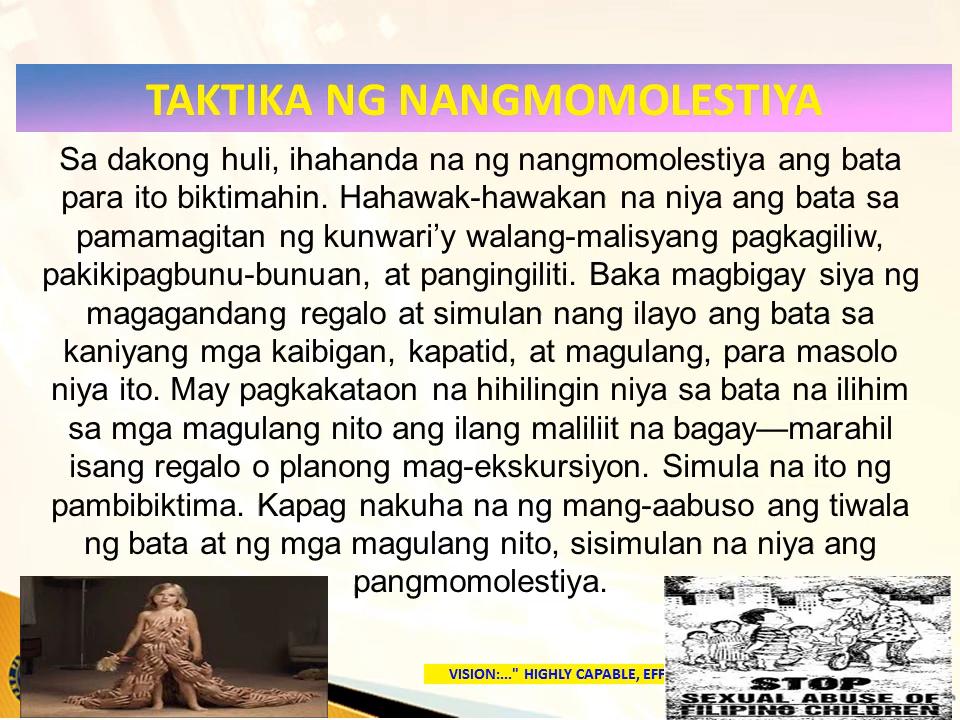 TAKTIKA NG NANGMOMOLESTIYA
Sa dakong huli, ihahanda na ng nangmomolestiya ang bata
para ito biktimahin. Hahawak-hawakan na niya ang bata sa
pamamagitan ng kunwari’y walang-malisyang pagkagiliw,
pakikipagbunu-bunuan, at pangingiliti. Baka magbigay siya ng
magagandang regalo at simulan nang ilayo ang bata sa
kaniyang mga kaibigan, kapatid, at magulang, para masolo
niya ito. May pagkakataon na hihilingin niya sa bata na ilihim
sa mga magulang nito ang ilang maliliit na bagay—marahil
isang regalo o planong mag-ekskursiyon. Simula na ito ng
pambibiktima. Kapag nakuha na ng mang-aabuso ang tiwala
ng bata at ng mga magulang nito, sisimulan na niya ang
pangmomolestiya.
VISION:..." HIGHLY CAPABLE, EFF
STOP
SEXUAL ABUSE OF
FILIPINO CHILDREN